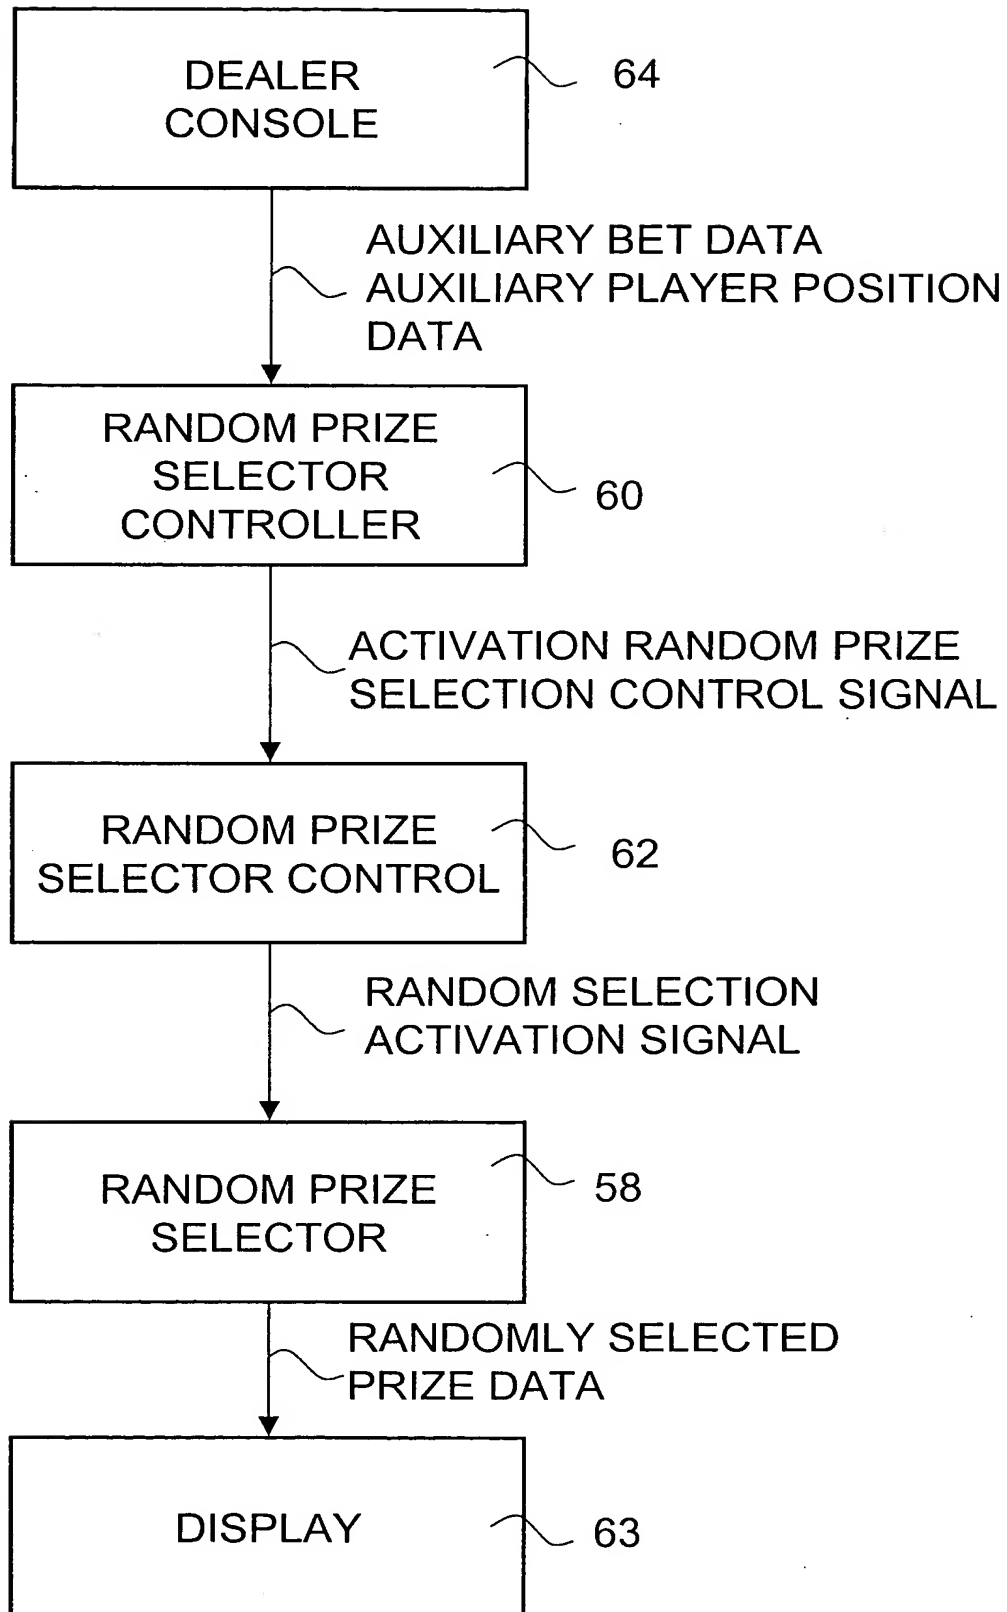 DEALER
CONSOLE
64
AUXILIARY BET DATA
AUXILIARY PLAYER POSITION
DATA
RANDOM PRIZE
SELECTOR
CONTROLLER
60
ACTIVATION RANDOM PRIZE
SELECTION CONTROL SIGNAL
RANDOM PRIZE
SELECTOR CONTROL
62
RANDOM SELECTION
ACTIVATION SIGNAL
RANDOM PRIZE
SELECTOR
58
RANDOMLY SELECTED
PRIZE DATA
DISPLAY
63